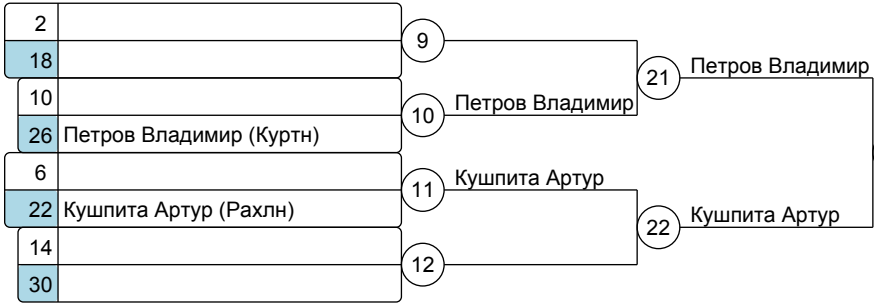 2
18
9
10
26 Петров Владимир (Куртн)
10 Петров Владимир
21 Петров Владимир
6
22 Кушпита Артур (Рахлн)
11 Кушпита Артур
14
30
12
22 Кушпита Артур